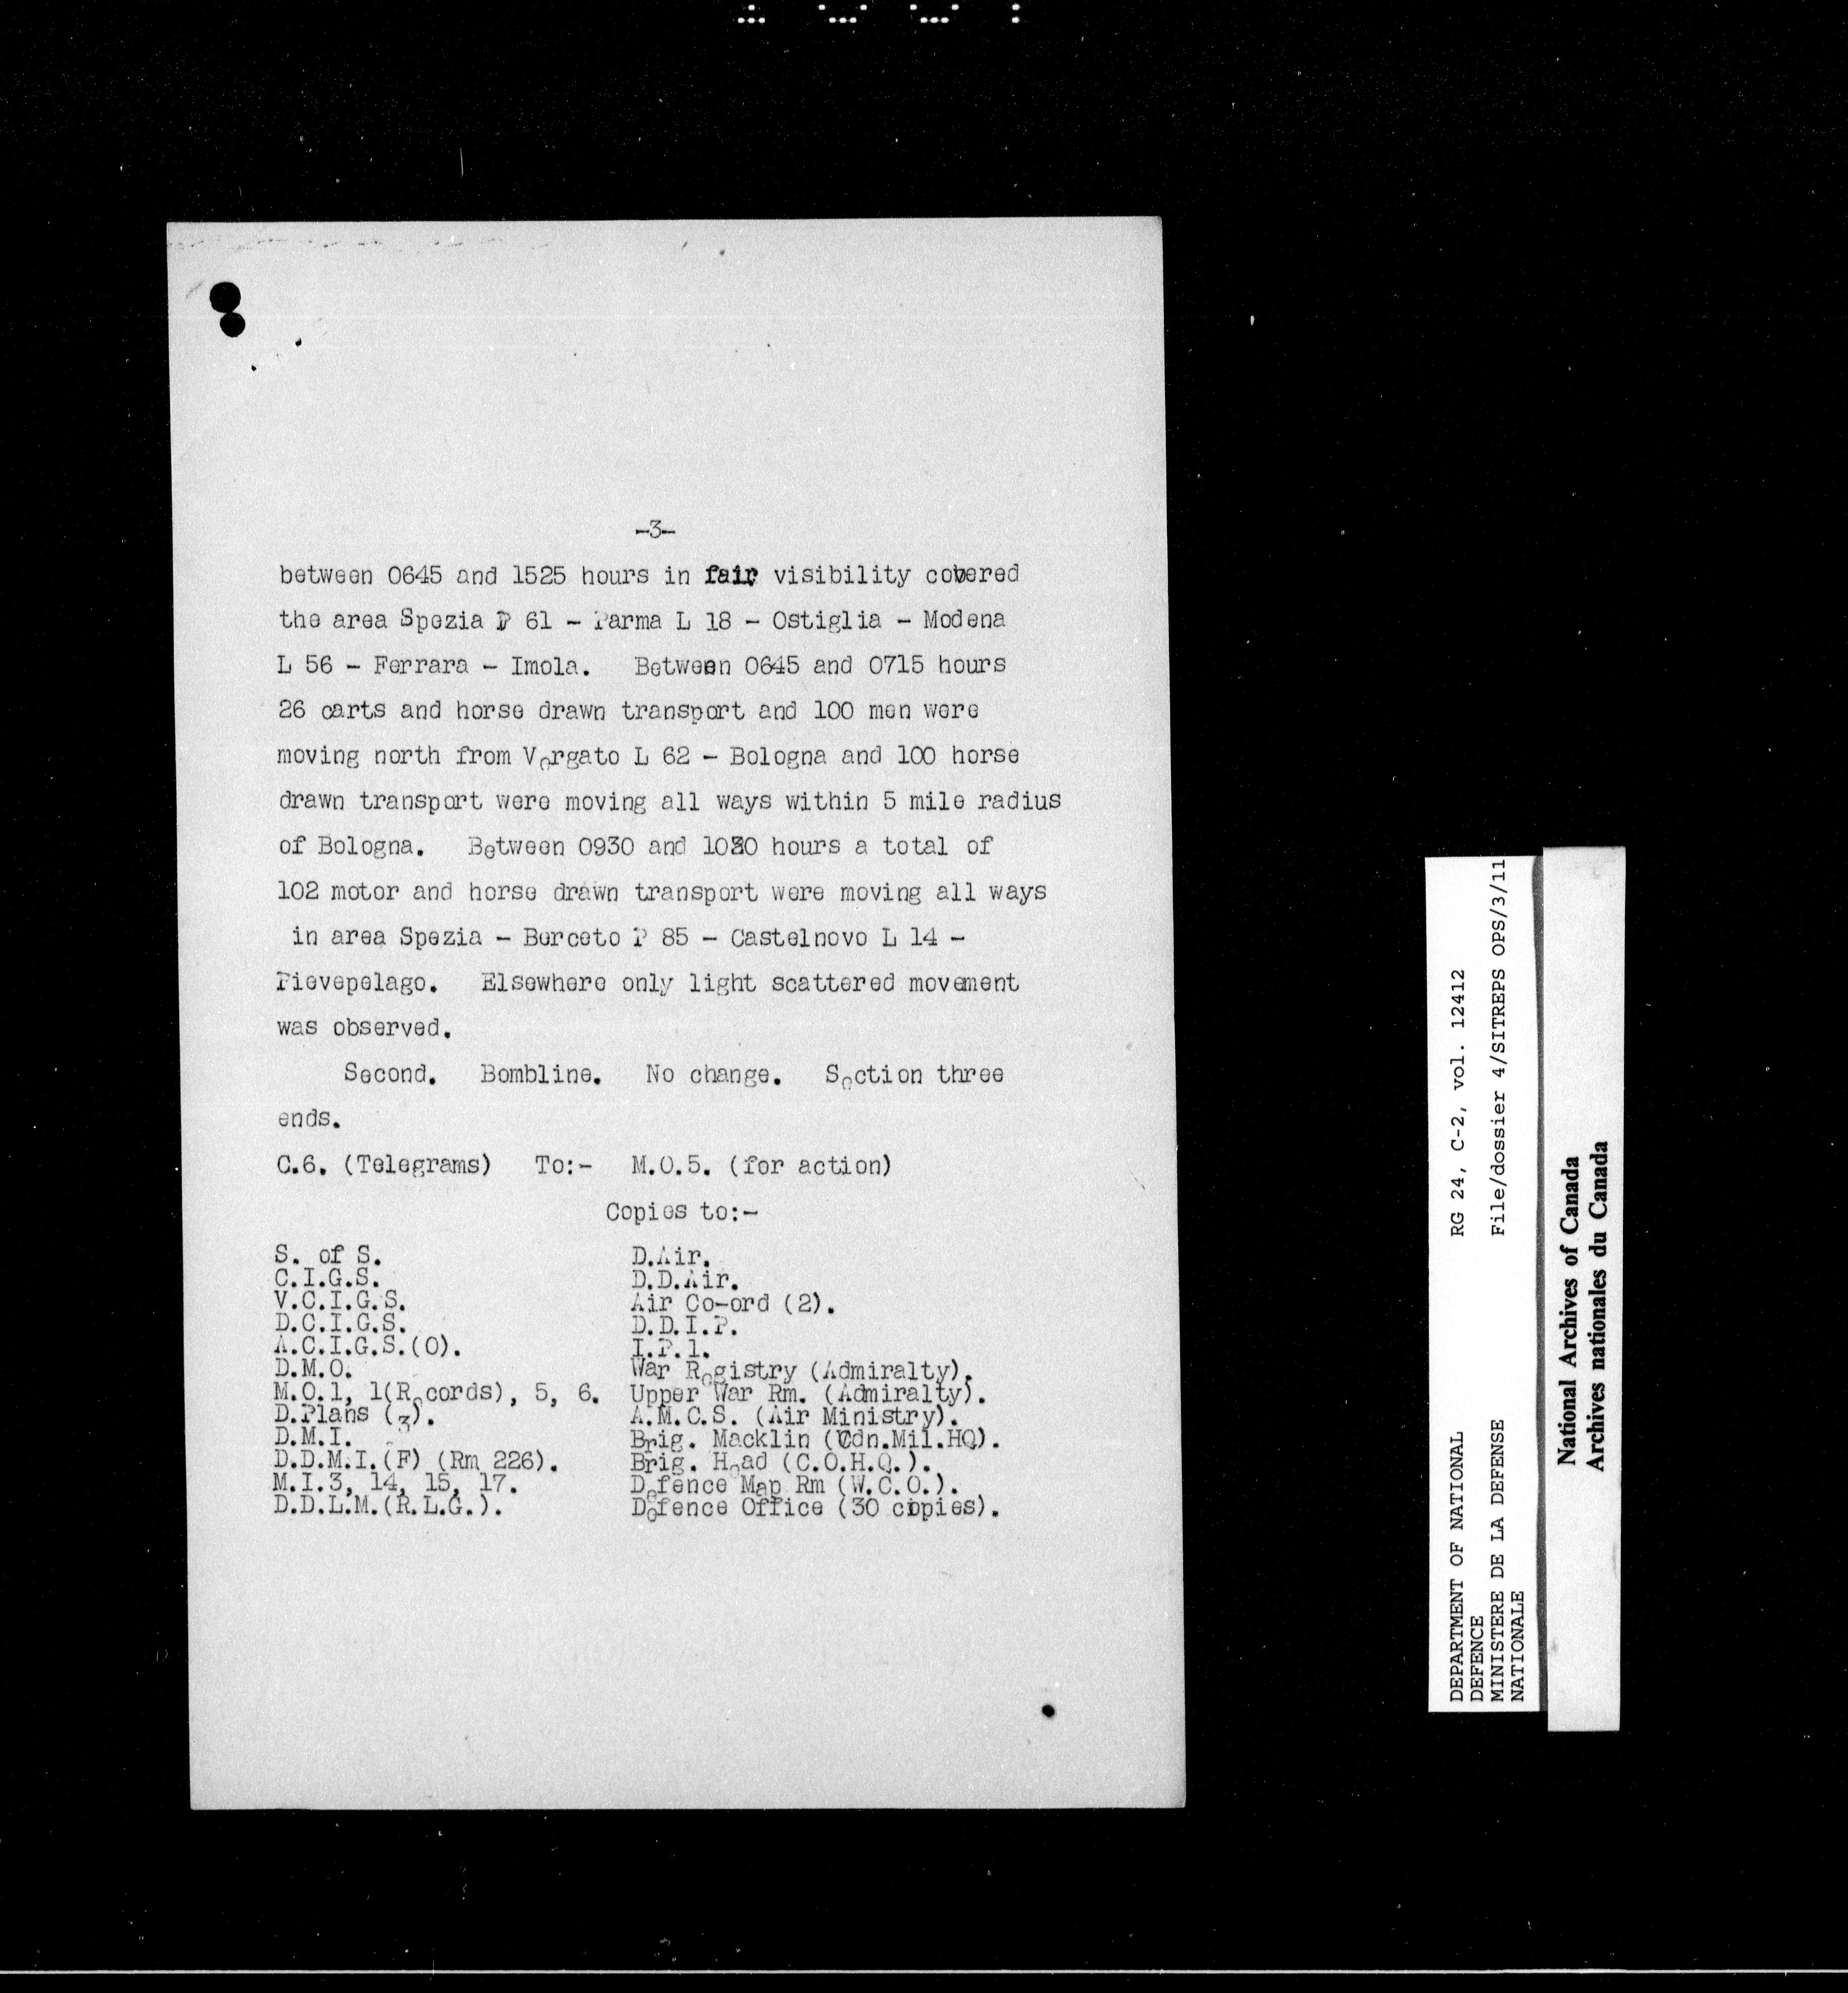 -3-
between 0645 and 1525 hours in fair visibility covered
the area Spezia P 61 - Parma L 18 - Ostiglia - Modena
L 56 - Ferrara - Imola. Between 0645 and 0715 hours
26 carts and horse drawn transport and 100 men were
moving north from Vergato L 62 - Bologna and 100 horse
drawn transport were moving all ways within 5 mile radius
of Bologna. Between 0930 and hours a total of
102 motor and horse drawn transport were moving all ways
in area Spezia - Berceto P 85 - Castelnovo L 14 -
Pievepelago. Elsewhere only light scattered movement
was observed.
Second. Bombline. No change. Section three
ends.
C.6. (Telegrams) To:- M.O.5. (for action)
Copies to:-
S. of S. D.Air.
C.I.G.S. D.D.Air.
V.C.I.G.S. Air Co-ord (2).
D.C.I.G.S. D.D.I.P.
A.C.I.G.S.(O). I.P.1.
D.M.O. War Registry (Admiralty).
M.O.1, 1(Records), 5, 6. Upper War Rm. (Admiralty).
D.Plans (3). A.M.C.S. (Air Ministry).
D.M.I. Brig. Macklin (Cdn.Mil.HQ).
D.D.M.I.(F) (Rm 226). Brig. Head (C.O.H.Q.).
M.I.3, 14, 15, 17. Defence Map Rm (W.C.O.).
D.D.L.M.(R.L.G.). Defence Office (30 copies).
DEPARTMENT OF NATIONAL
DEFENCE
MINISTERE DE LA DEFENSE
NATIONALE
RG 24, C-2, vol. 12412
File/dossier 4/SITREPS OPS/3/11
National Archives of Canada
Archives nationales du Canada